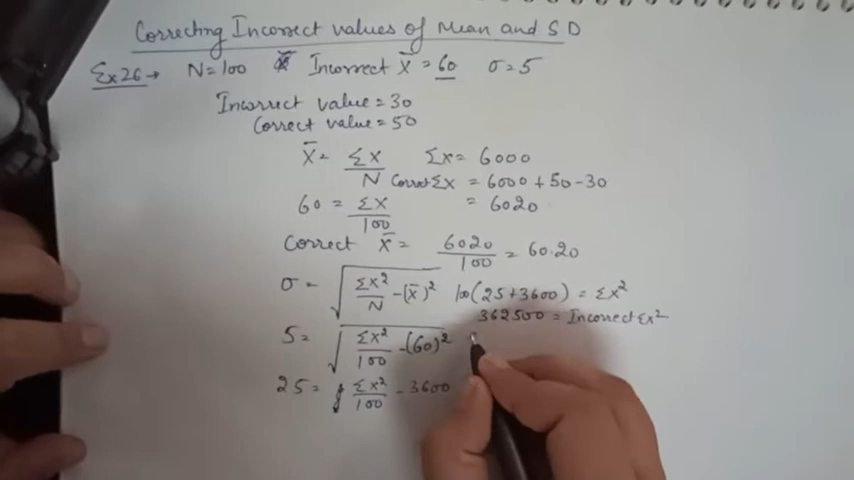 Correcting Incorrect values of Mean and SD
Ex26→ N=100 Incorrect X̄ = 60 σ=5
Incorrect value = 30
Correct value = 50
X̄ = ΣX/N ΣX = 6000
Correct ΣX = 6000 + 50 - 30
60 = ΣX/100 = 6020
Correct X̄ = 6020/100 = 60.20
σ = √(ΣX²/N - (X̄)²) 100(25+3600) = ΣX²
362500 = Incorrect ΣX²
5 = √(ΣX²/100 - (60)²)
25 = ΣX²/100 - 3600